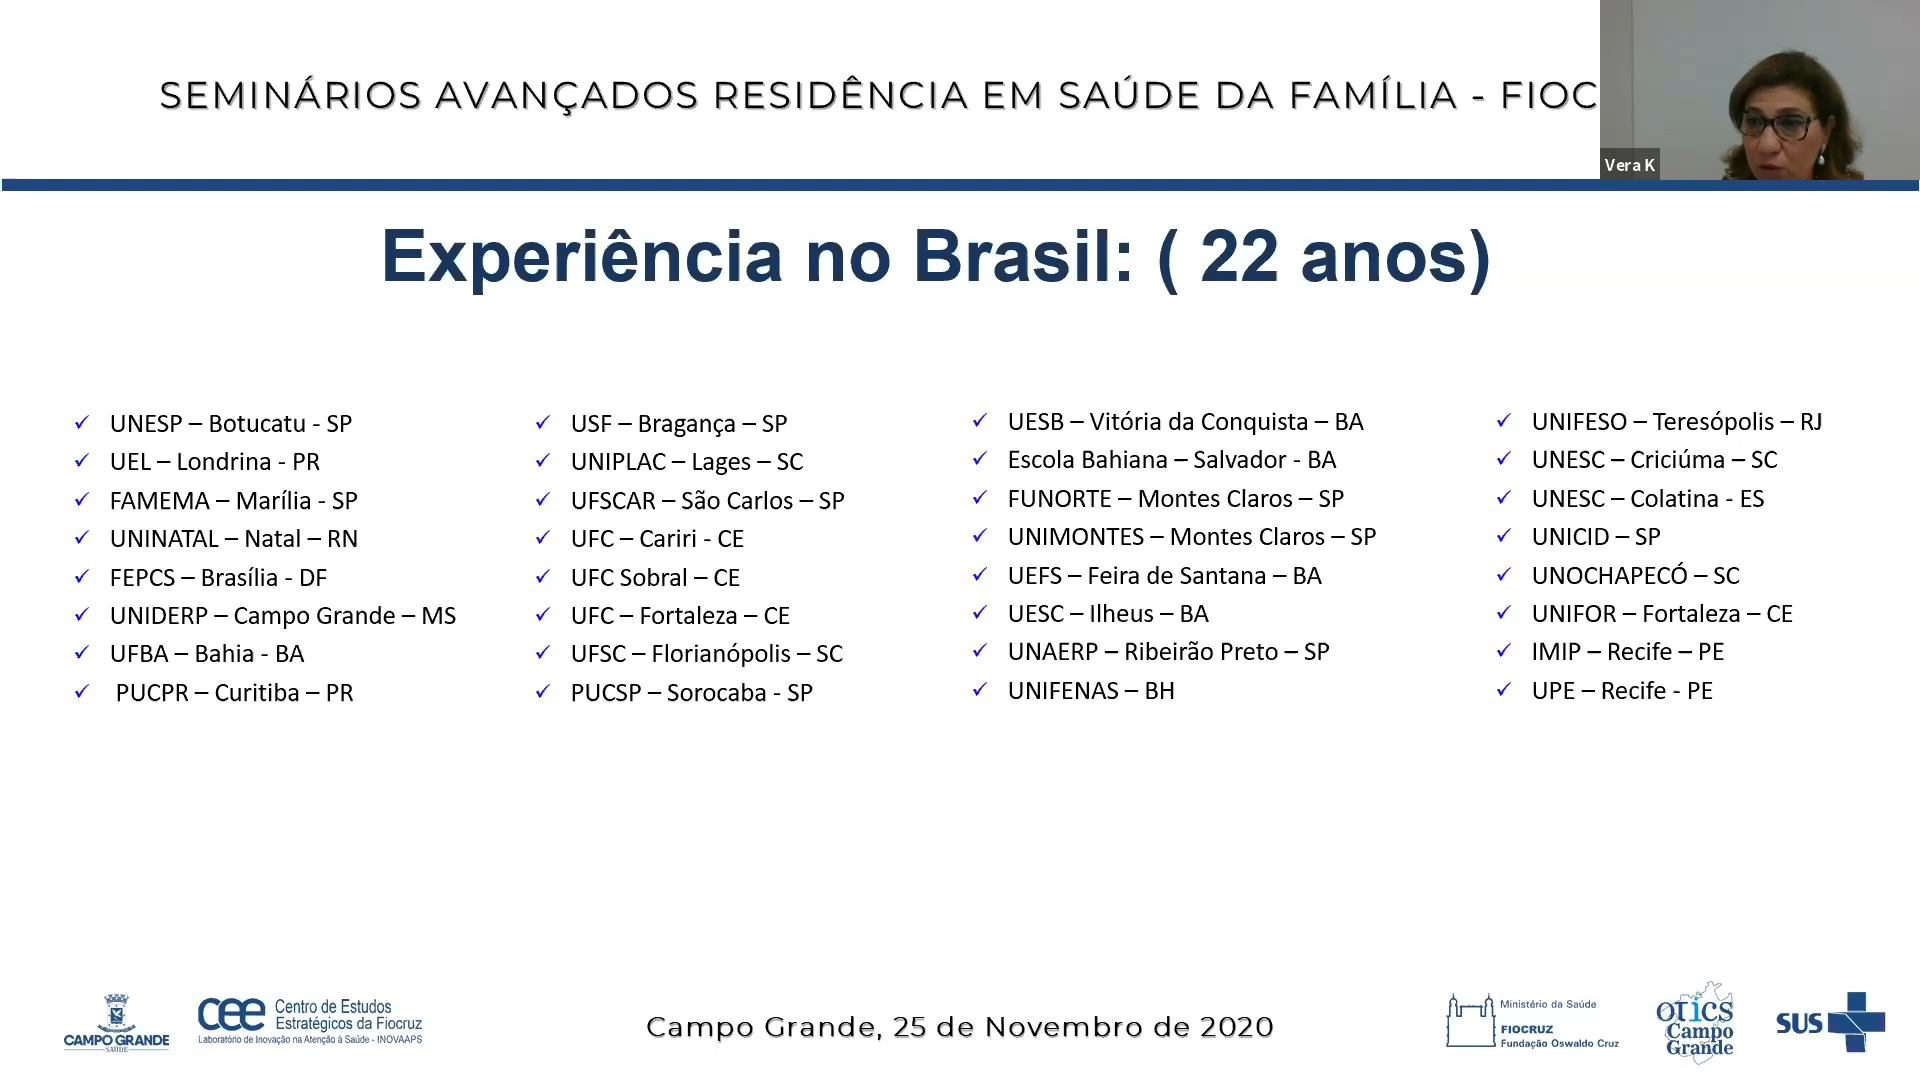 SEMINÁRIOS AVANÇADOS RESIDÊNCIA EM SAÚDE DA FAMÍLIA - FIOC
Vera K
Experiência no Brasil: ( 22 anos)
✓ UNESP – Botucatu - SP
✓ UEL – Londrina - PR
✓ FAMEMA – Marília - SP
✓ UNINATAL – Natal – RN
✓ FEPCS – Brasília - DF
✓ UNIDERP – Campo Grande – MS
✓ UFBA – Bahia - BA
✓ PUCPR – Curitiba – PR
✓ USF – Bragança – SP
✓ UNIPLAC – Lages – SC
✓ UFSCAR – São Carlos – SP
✓ UFC – Cariri - CE
✓ UFC Sobral – CE
✓ UFC – Fortaleza – CE
✓ UFSC – Florianópolis – SC
✓ PUCSP – Sorocaba - SP
✓ UESB – Vitória da Conquista – BA
✓ Escola Bahiana – Salvador - BA
✓ FUNORTE – Montes Claros – SP
✓ UNIMONTES – Montes Claros – SP
✓ UEFS – Feira de Santana – BA
✓ UESC – Ilheus – BA
✓ UNAERP – Ribeirão Preto – SP
✓ UNIFENAS – BH
✓ UNIFESO – Teresópolis – RJ
✓ UNESC – Criciúma – SC
✓ UNESC – Colatina - ES
✓ UNICID – SP
✓ UNOCHAPECÓ – SC
✓ UNIFOR – Fortaleza – CE
✓ IMIP – Recife – PE
✓ UPE – Recife - PE
CAMPO GRANDE
SAÚDE
cee
Centro de Estudos
Estratégicos da Fiocruz
Laboratório de Inovação na Atenção à Saúde - INOVAAPS
Campo Grande, 25 de Novembro de 2020
Ministério da Saúde
FIOCRUZ
Fundação Oswaldo Cruz
OTICS
Campo
Grande
SUS